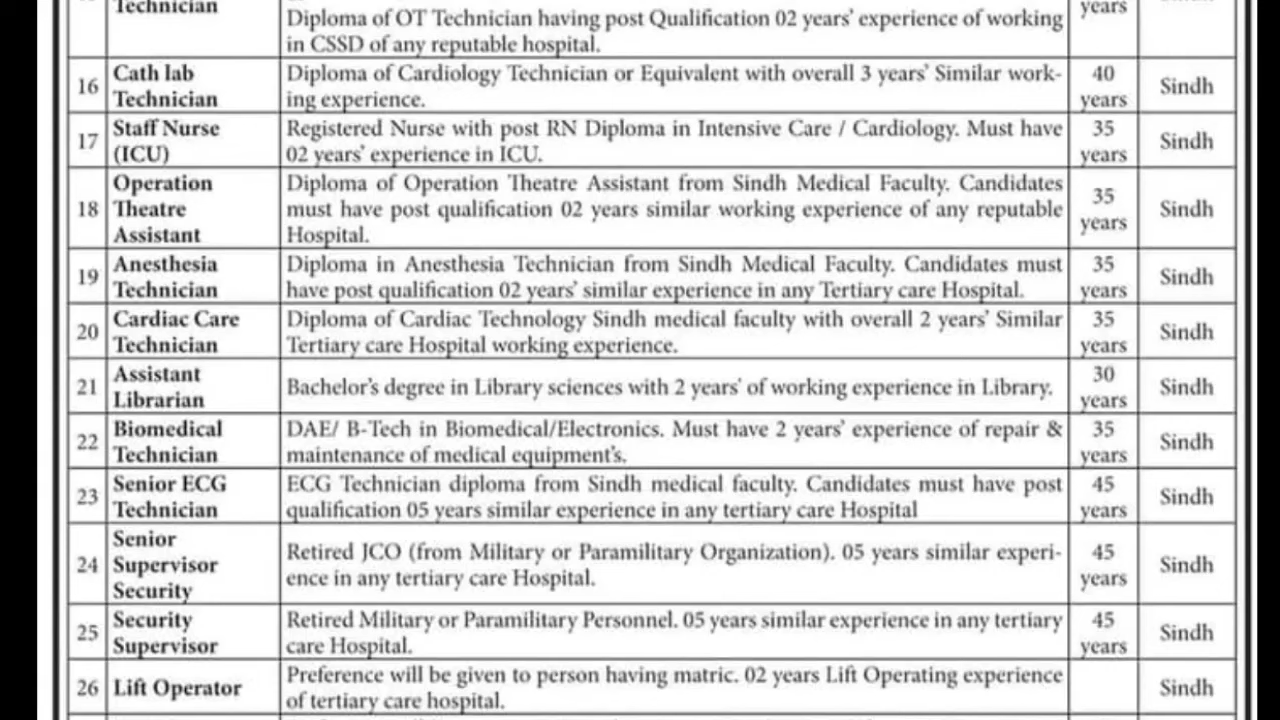 Technician
years
Diploma of OT Technician having post Qualification 02 years' experience of working
in CSSD of any reputable hospital.
16
Cath lab
Technician
Diploma of Cardiology Technician or Equivalent with overall 3 years' Similar work-
ing experience.
40
years
Sindh
17
Staff Nurse
(ICU)
Registered Nurse with post RN Diploma in Intensive Care / Cardiology. Must have
02 years' experience in ICU.
35
years
Sindh
18
Operation
Theatre
Assistant
Diploma of Operation Theatre Assistant from Sindh Medical Faculty. Candidates
must have post qualification 02 years similar working experience of any reputable
Hospital.
35
years
Sindh
19
Anesthesia
Technician
Diploma in Anesthesia Technician from Sindh Medical Faculty. Candidates must
have post qualification 02 years' similar experience in any Tertiary care Hospital.
35
years
Sindh
20
Cardiac Care
Technician
Diploma of Cardiac Technology Sindh medical faculty with overall 2 years' Similar
Tertiary care Hospital working experience.
35
years
Sindh
21
Assistant
Librarian
Bachelor's degree in Library sciences with 2 years' of working experience in Library.
30
years
Sindh
22
Biomedical
Technician
DAE/ B-Tech in Biomedical/Electronics. Must have 2 years' experience of repair &
maintenance of medical equipment's.
35
years
Sindh
23
Senior ECG
Technician
ECG Technician diploma from Sindh medical faculty. Candidates must have post
qualification 05 years similar experience in any tertiary care Hospital
45
years
Sindh
24
Senior
Supervisor
Security
Retired JCO (from Military or Paramilitary Organization). 05 years similar experi-
ence in any tertiary care Hospital.
45
years
Sindh
25
Security
Supervisor
Retired Military or Paramilitary Personnel. 05 years similar experience in any tertiary
care Hospital.
45
years
Sindh
26
Lift Operator
Preference will be given to person having matric. 02 years Lift Operating experience
of tertiary care hospital.
Sindh